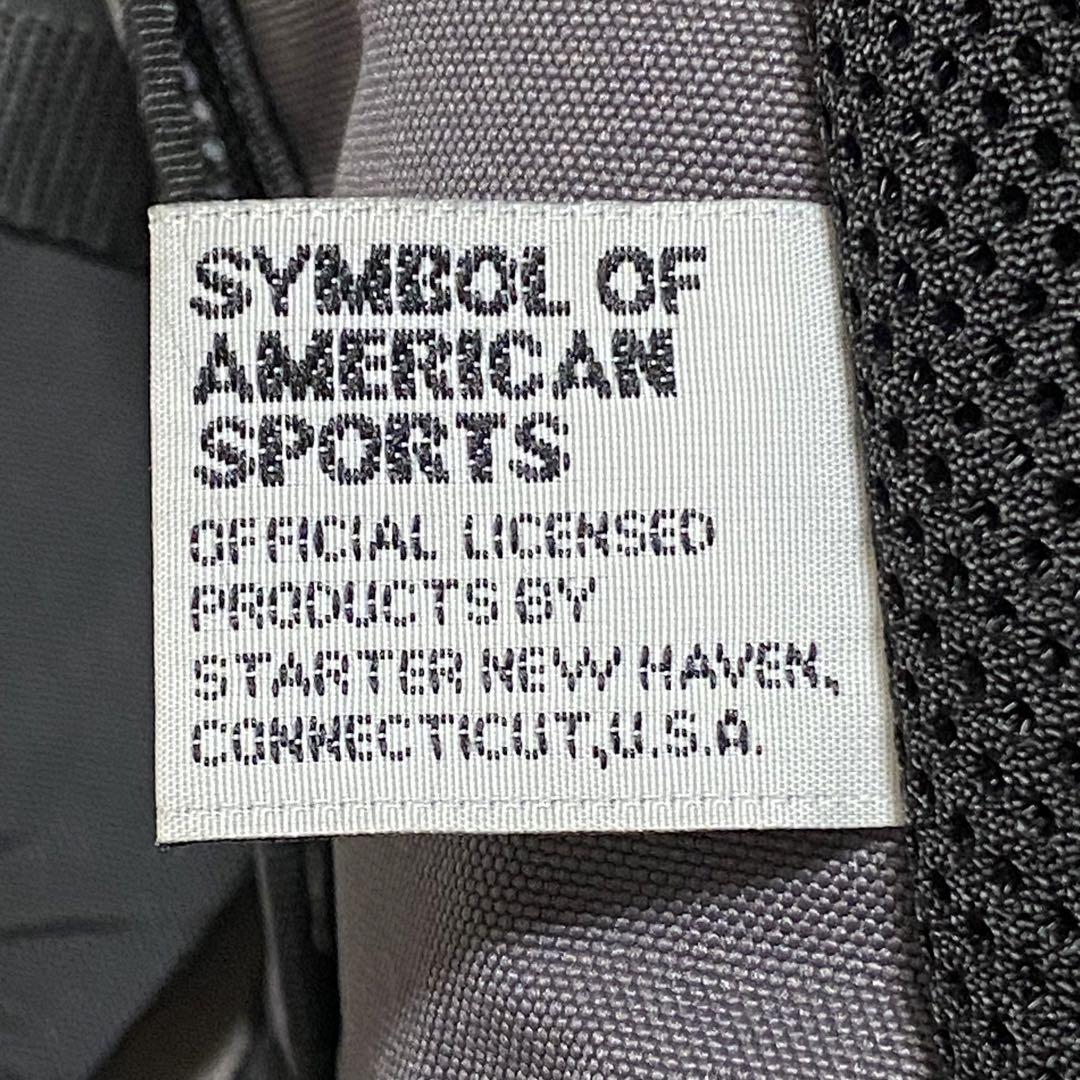 SYMBOL OF
AMERICAN
SPORTS
OFFICIAL LICENSED
PRODUCTS BY
STARTER NEW HAVEN,
CONNECTICUT,U.S.A.